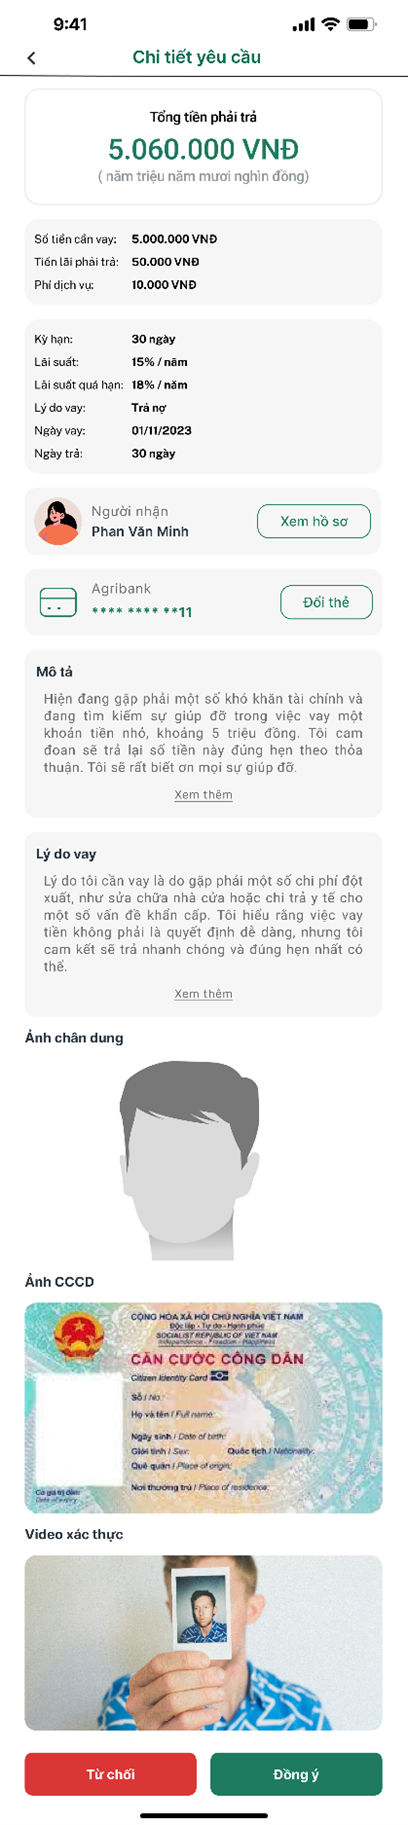 9:41
Chi tiết yêu cầu
Tổng tiền phải trả
5.060.000 VNĐ
( năm triệu năm mươi nghìn đồng)
Số tiền cần vay: 5.000.000 VNĐ
Tiền lãi phải trả: 50.000 VNĐ
Phí dịch vụ: 10.000 VNĐ
Kỳ hạn: 30 ngày
Lãi suất: 15% / năm
Lãi suất quá hạn: 18% / năm
Lý do vay: Trả nợ
Ngày vay: 01/11/2023
Ngày trả: 30 ngày
Người nhận
Phan Văn Minh
Xem hồ sơ
Agribank
**** **** **11
Đổi thẻ
Mô tả
Hiện đang gặp phải một số khó khăn tài chính và
đang tìm kiếm sự giúp đỡ trong việc vay một
khoản tiền nhỏ, khoảng 5 triệu đồng. Tôi cam
đoan sẽ trả lại số tiền này đúng hẹn theo thỏa
thuận. Tôi sẽ rất biết ơn mọi sự giúp đỡ.
Xem thêm
Lý do vay
Lý do tôi cần vay là do gặp phải một số chi phí đột
xuất, như sửa chữa nhà cửa hoặc chi trả y tế cho
một số vấn đề khẩn cấp. Tôi hiểu rằng việc vay
tiền không phải là quyết định dễ dàng, nhưng tôi
cam kết sẽ trả nhanh chóng và đúng hẹn nhất có
thể.
Xem thêm
Ảnh chân dung
Ảnh CCCD
CỘNG HÒA XÃ HỘI CHỦ NGHĨA VIỆT NAM
Độc lập - Tự do - Hạnh phúc
SOCIALIST REPUBLIC OF VIET NAM
Independence - Freedom - Happiness
CĂN CƯỚC CÔNG DÂN
Citizen Identity Card
Số / No.:
Họ và tên / Full name:
Ngày sinh / Date of birth:
Giới tính / Sex: Quốc tịch / Nationality:
Quê quán / Place of origin:
Nơi thường trú / Place of residence:
Có giá trị đến:
Date of expiry
Video xác thực
Từ chối
Đồng ý